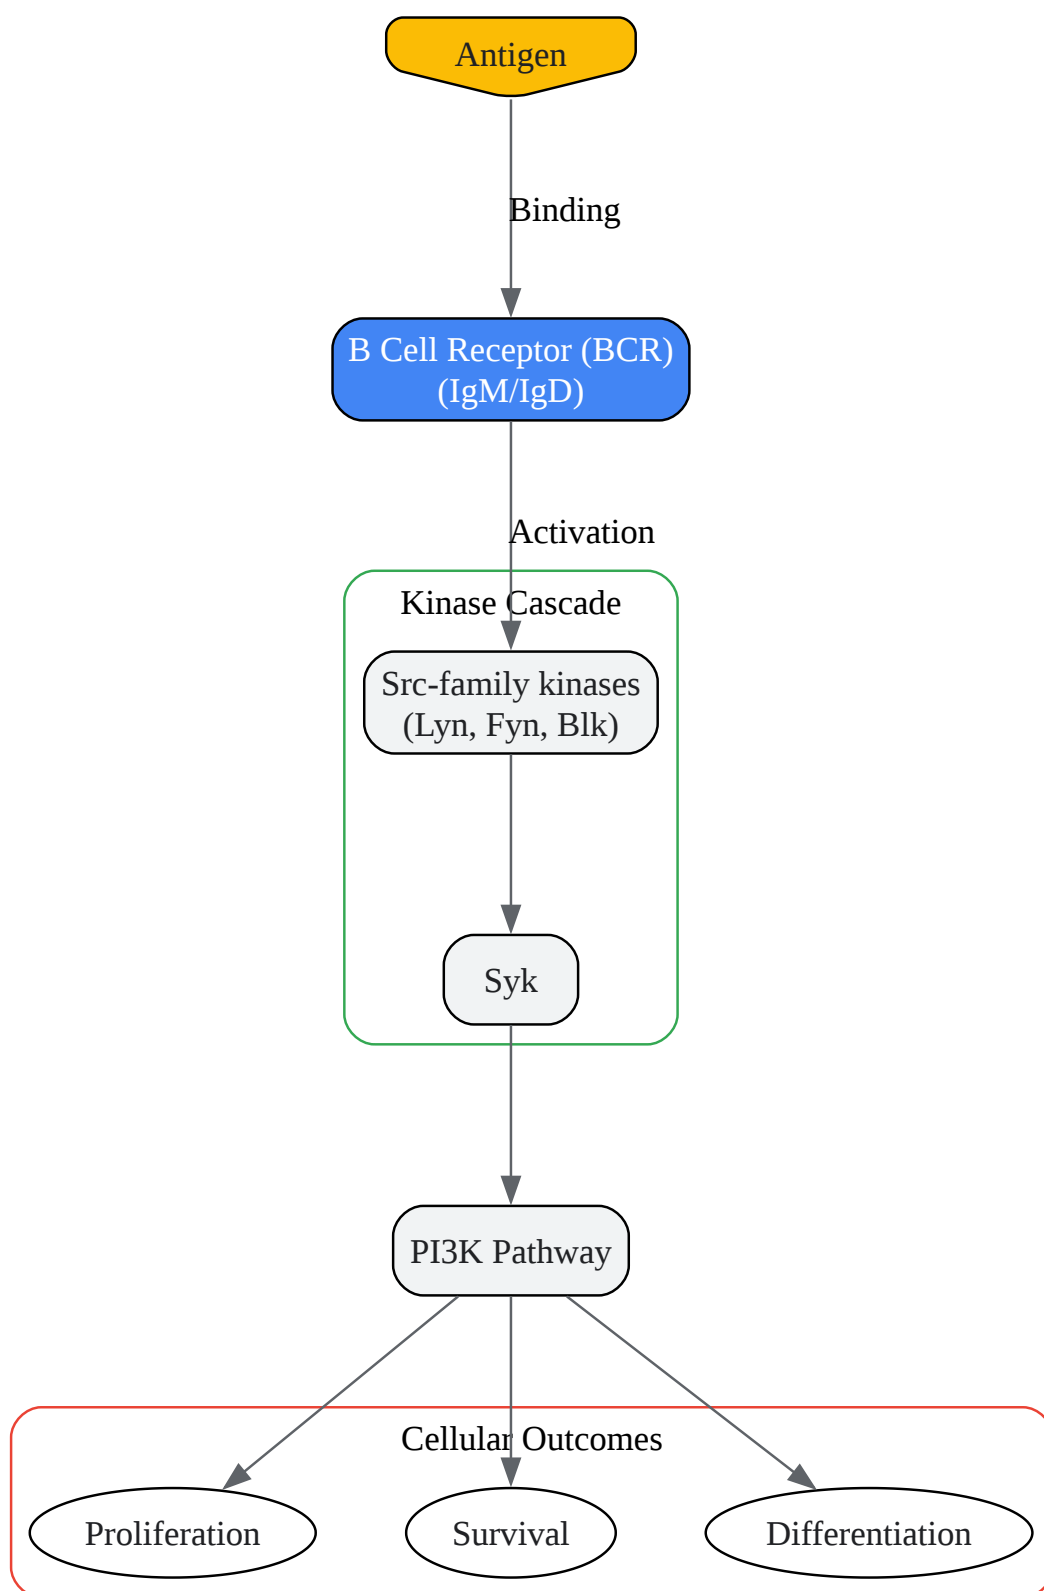 Antigen
Binding
B Cell Receptor (BCR)
(IgM/IgD)
Activation
Kinase Cascade
Src-family kinases
(Lyn, Fyn, Blk)
Syk
PI3K Pathway
Cellular Outcomes
Proliferation
Survival
Differentiation